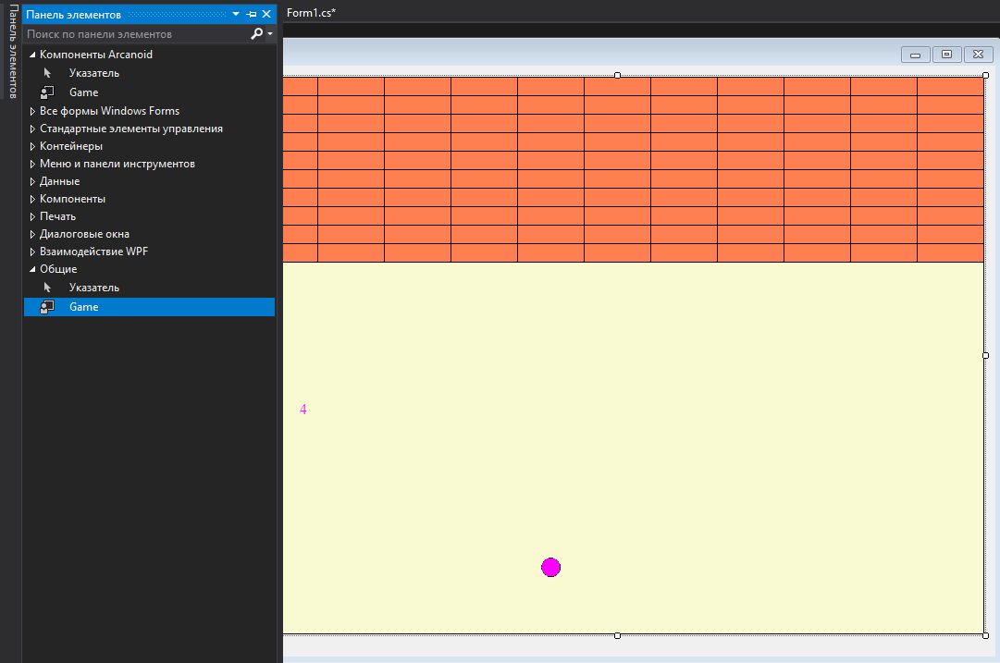 Панель элементов
Панель элементов
Form1.cs*
Поиск по панели элементов
Компоненты Arcanoid
Указатель
Game
Все формы Windows Forms
Стандартные элементы управления
Контейнеры
Меню и панели инструментов
Данные
Компоненты
Печать
Диалоговые окна
Взаимодействие WPF
Общие
Указатель
Game
4